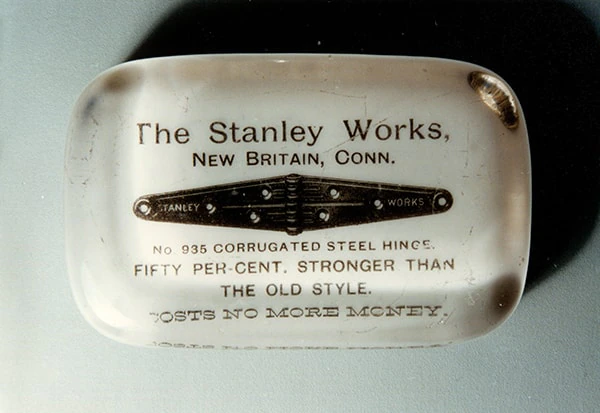 The Stanley Works,
NEW BRITAIN, CONN.
STANLEY WORKS
No. 935 CORRUGATED STEEL HINGE.
FIFTY PER-CENT. STRONGER THAN
THE OLD STYLE.
COSTS NO MORE MONEY.